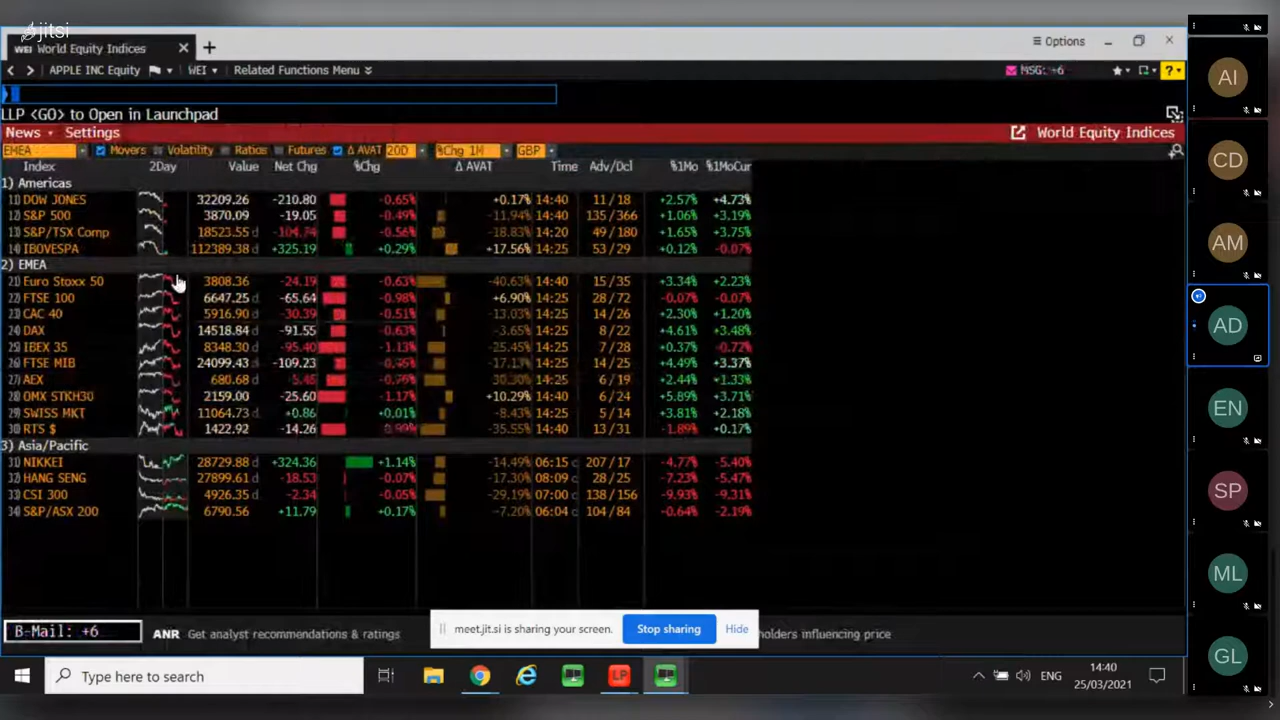 jitsi
WEI World Equity Indices
Options
APPLE INC Equity WEI Related Functions Menu MSG: +6 ?
LLP <GO> to Open in Launchpad
News Settings World Equity Indices
EMEA Movers Volatility Ratios Futures Δ AVAT 20D %Chg 1M GBP
Index 2Day Value Net Chg %Chg Δ AVAT Time Adv/Dcl %1Mo %1MoCur
1) Americas
11) DOW JONES 32209.26 -210.80 -0.65% +0.17% 14:40 11 / 18 +2.57% +4.73%
12) S&P 500 3870.09 -19.05 -0.49% -11.94% 14:40 135 / 366 +1.06% +3.19%
13) S&P/TSX Comp 18523.55 d -104.74 -0.56% -18.83% 14:20 49 / 180 +1.65% +3.75%
14) IBOVESPA 112389.38 d +325.19 +0.29% +17.56% 14:25 53 / 29 +0.12% -0.07%
2) EMEA
21) Euro Stoxx 50 3808.36 -24.19 -0.63% -40.63% 14:40 15 / 35 +3.34% +2.23%
22) FTSE 100 6647.25 d -65.64 -0.98% +6.90% 14:25 28 / 72 -0.07% -0.07%
23) CAC 40 5916.90 d -30.39 -0.51% -13.03% 14:25 14 / 26 +2.30% +1.20%
24) DAX 14518.84 d -91.55 -0.63% -3.65% 14:25 8 / 22 +4.61% +3.48%
25) IBEX 35 8348.30 d -95.40 -1.13% -25.45% 14:25 7 / 28 +0.37% -0.72%
26) FTSE MIB 24099.43 d -109.23 -17.13% 14:25 14 / 25 +4.49% +3.37%
27) AEX 680.68 d -5.45 30.30% 14:25 6 / 19 +2.44% +1.33%
28) OMX STKH30 2159.00 -25.60 -1.17% +10.29% 14:40 6 / 24 +5.89% +3.71%
29) SWISS MKT 11064.73 d +0.86 +0.01% -8.43% 14:25 5 / 14 +3.81% +2.18%
30) RTS $ 1422.92 -14.26 -35.55% 14:40 13 / 31 -1.89% +0.17%
3) Asia/Pacific
31) NIKKEI 28729.88 d +324.36 +1.14% -14.49% 06:15 c 207 / 17 -4.77% -5.40%
32) HANG SENG 27899.61 d -18.53 -0.07% -17.30% 08:09 c 28 / 25 -7.23% -5.47%
33) CSI 300 4926.35 d -2.34 -0.05% -29.19% 07:00 c 138 / 156 -9.93% -9.31%
34) S&P/ASX 200 6790.56 +11.79 +0.17% -7.20% 06:04 c 104 / 84 -0.64% -2.19%
B-Mail: +6 ANR Get analyst recommendations & ratings
meet.jit.si is sharing your screen. Stop sharing Hide
holders influencing price
Type here to search
LP
ENG
14:40
25/03/2021
AI
CD
AM
AD
EN
SP
ML
GL